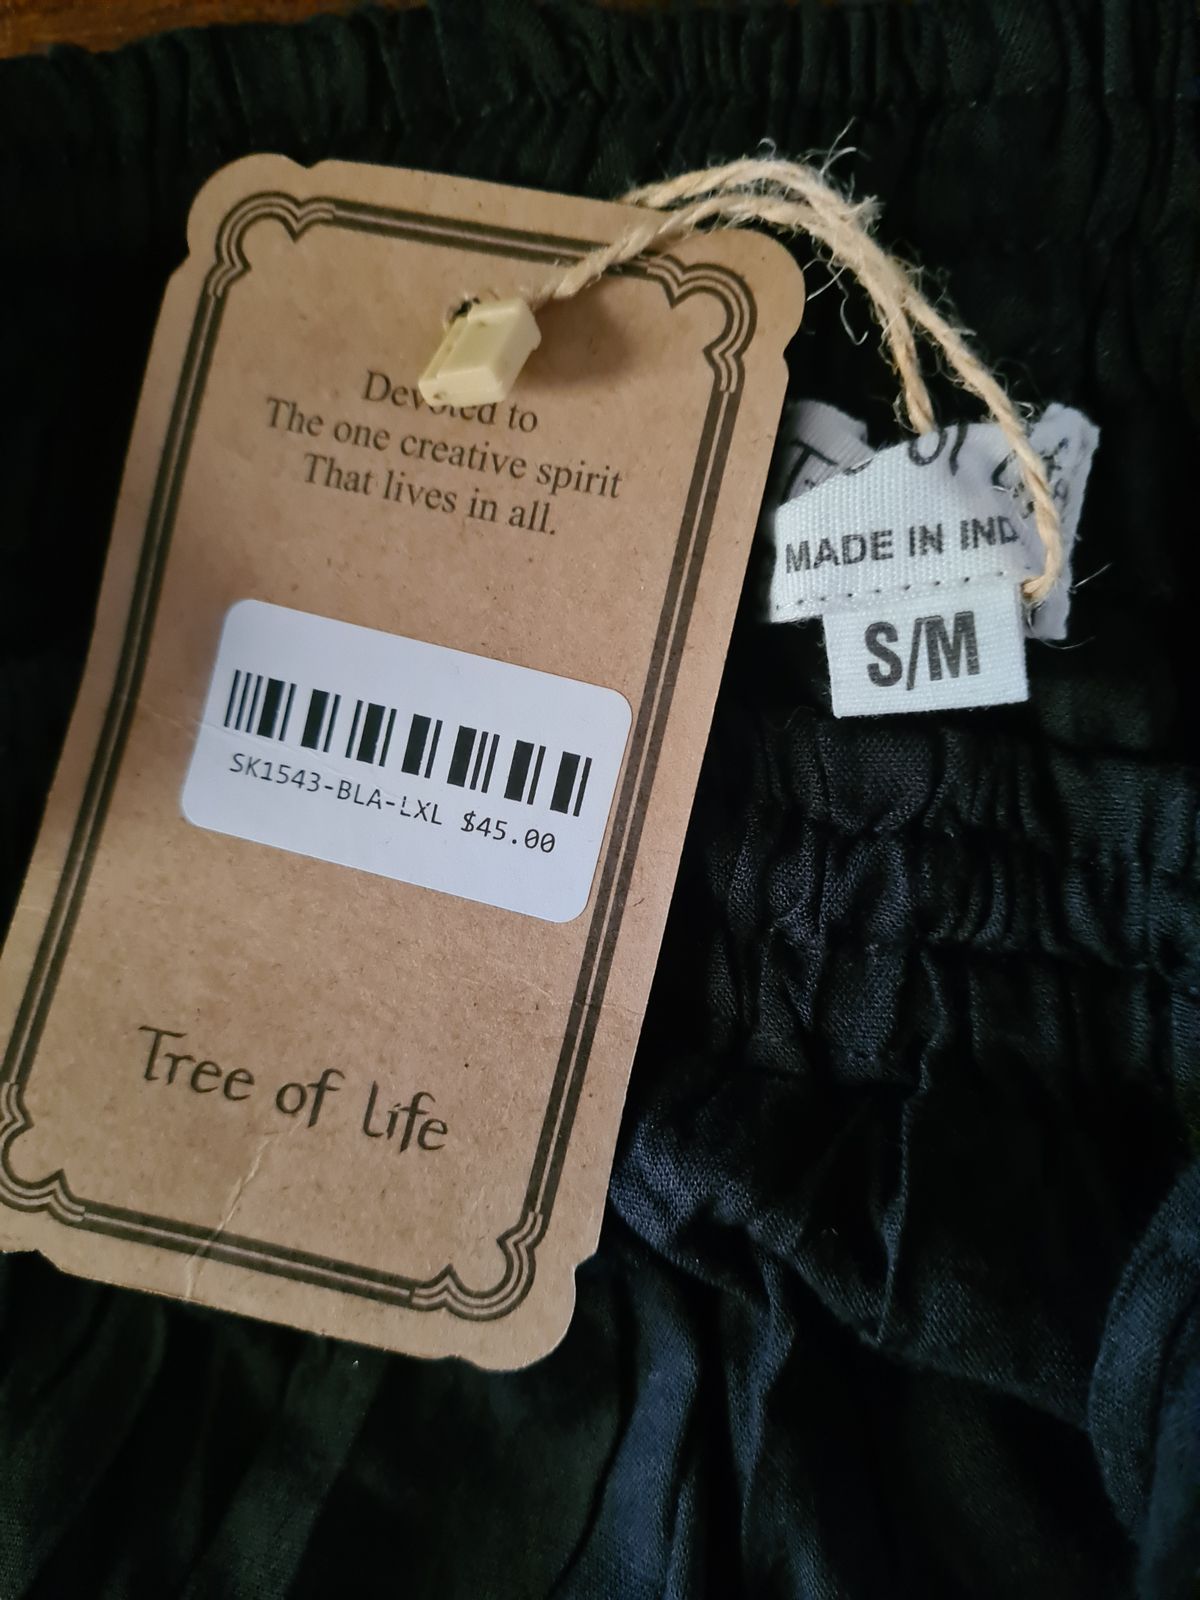 Devoted to
The one creative spirit
That lives in all.
SK1543-BLA-LXL $45.00
Tree of Life
of
MADE IN IND
S/M